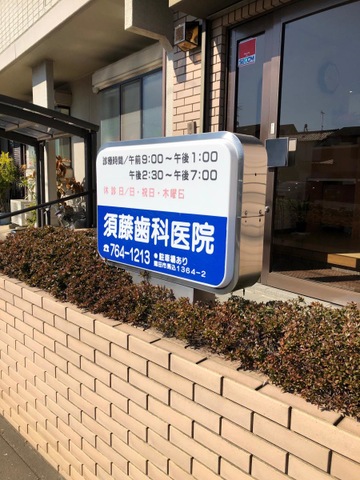 診療時間／午前9:00～午後1:00
午後2:30～午後7:00
休診日/日・祝日・木曜日
須藤歯科医院
☎764-1213
●駐車場あり
1364-2